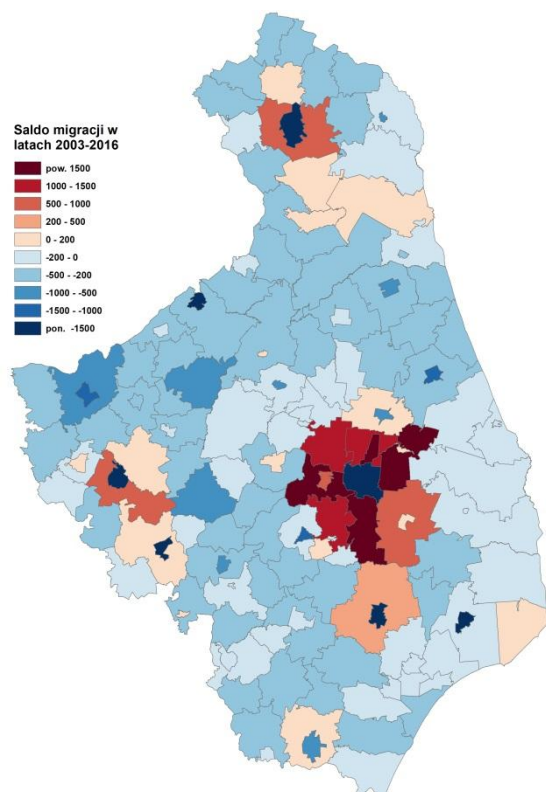 Saldo migracji w
latach 2003-2016
pow. 1500
1000 - 1500
500 - 1000
200 - 500
0 - 200
-200 - 0
-500 - -200
-1000 - -500
-1500 - -1000
pon. -1500